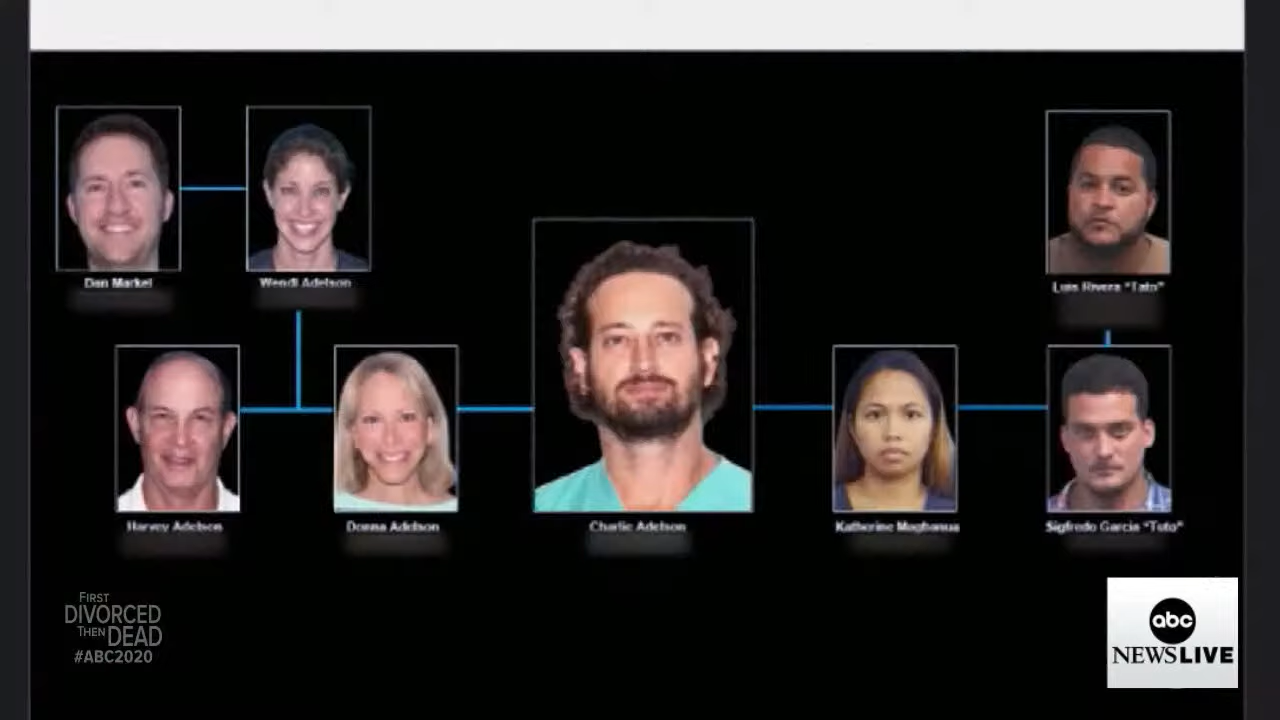 Dan Markel
Wendi Adelson
Luis Rivera "Tato"
Harvey Adelson
Donna Adelson
Charlie Adelson
Katherine Magbanua
Sigfredo Garcia "Tuto"
FIRST
DIVORCED
THEN DEAD
#ABC2020
abc
NEWSLIVE